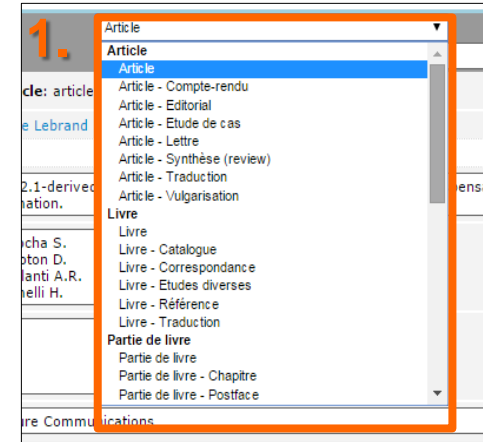 1.
Article
Article
cle: article
Article
Article - Compte-rendu
Article - Editorial
e Lebrand
Article - Etude de cas
Article - Lettre
Article - Synthèse (review)
Article - Traduction
2.1-derived
ensa
Article - Vulgarisation
nation.
Livre
Livre
ocha S.
Livre - Catalogue
oton D.
Livre - Correspondance
lanti A.R.
Livre - Etudes diverses
nelli H.
Livre - Référence
Livre - Traduction
Partie de livre
Partie de livre
Partie de livre - Chapitre
Partie de livre - Postface
ure Communications